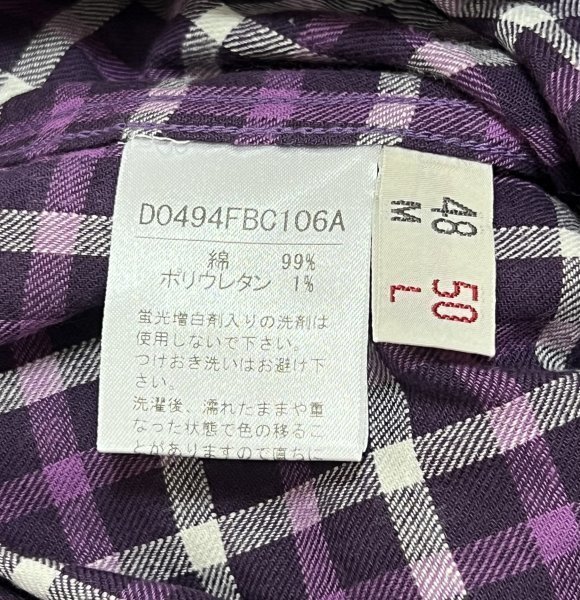 D0494FBC106A
綿 99%
ポリウレタン 1%
蛍光増白剤入りの洗剤は
使用しないで下さい。
つけおき洗いはお避け下
さい。
洗濯後、濡れたままや重
なった状態で色の移るこ
とがありますので直ちに
48 50
M L